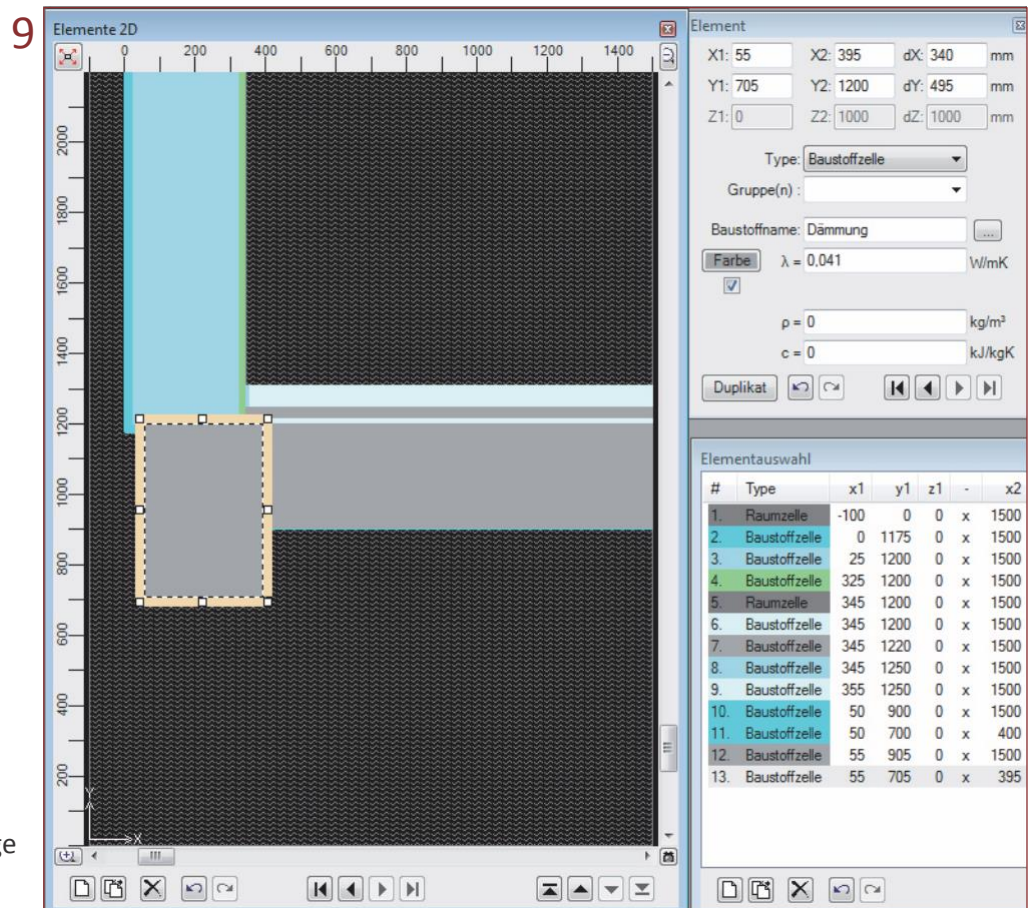 9
Elemente 2D
0 200 400 600 800 1000 1200 1400
2000
1800
1600
1400
1200
1000
800
600
400
200
Y
X
ge
Element
X1: 55 X2: 395 dX: 340 mm
Y1: 705 Y2: 1200 dY: 495 mm
Z1: 0 Z2: 1000 dZ: 1000 mm
Type: Baustoffzelle
Gruppe(n) :
Baustoffname: Dämmung ...
Farbe λ = 0,041 W/mK
ρ = 0 kg/m³
c = 0 kJ/kgK
Duplikat
Elementauswahl
# Type x1 y1 z1 - x2
1. Raumzelle -100 0 0 x 1500
2. Baustoffzelle 0 1175 0 x 1500
3. Baustoffzelle 25 1200 0 x 1500
4. Baustoffzelle 325 1200 0 x 1500
5. Raumzelle 345 1200 0 x 1500
6. Baustoffzelle 345 1200 0 x 1500
7. Baustoffzelle 345 1220 0 x 1500
8. Baustoffzelle 345 1250 0 x 1500
9. Baustoffzelle 355 1250 0 x 1500
10. Baustoffzelle 50 900 0 x 1500
11. Baustoffzelle 50 700 0 x 400
12. Baustoffzelle 55 905 0 x 1500
13. Baustoffzelle 55 705 0 x 395